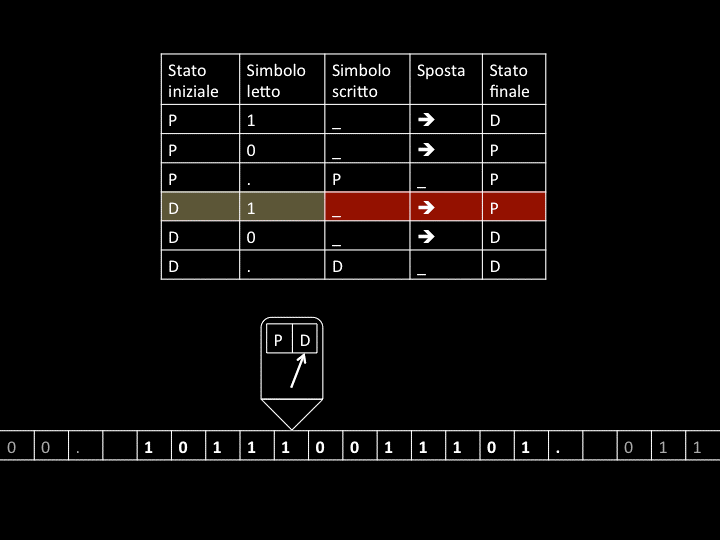 Stato iniziale Simbolo letto Simbolo scritto Sposta Stato finale
P 1 _ ➔ D
P 0 _ ➔ P
P . P _ P
D 1 _ ➔ P
D 0 _ ➔ D
D . D _ D
P D
0 0 . 1 0 1 1 1 0 0 1 1 1 0 1 . 0 1 1